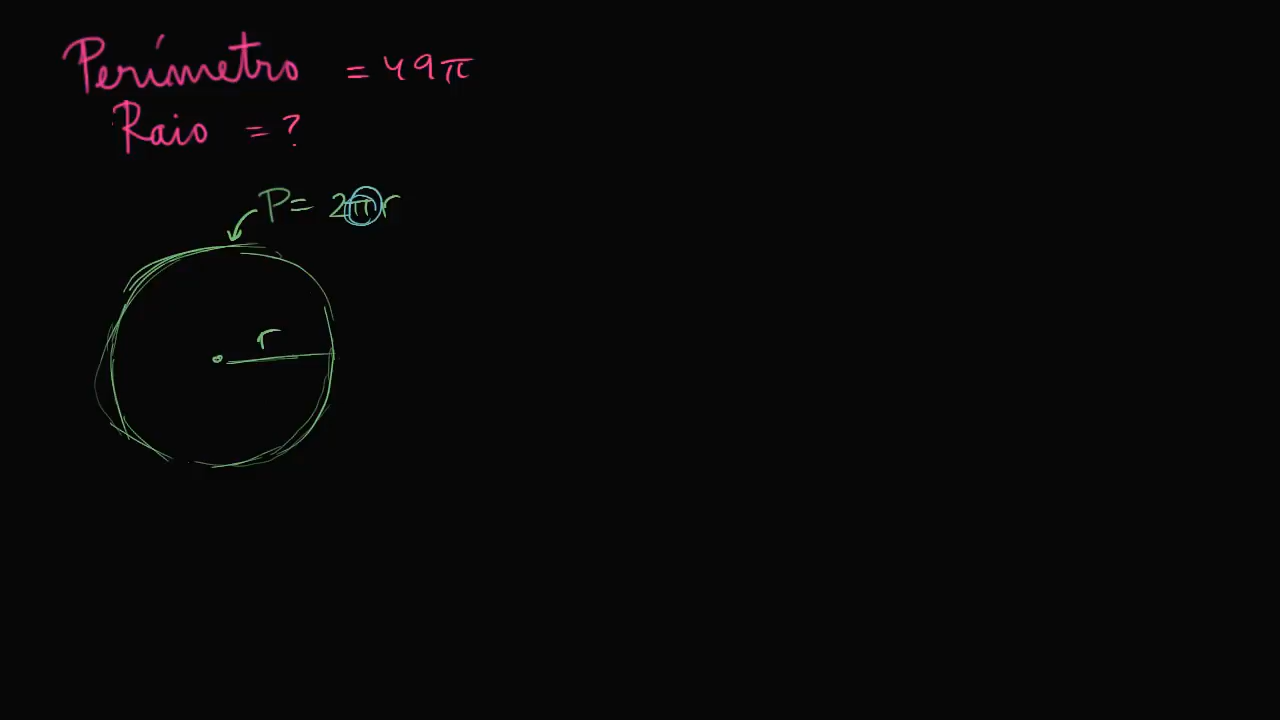 Perímetro = 49π
Raio = ?
P = 2πr
r